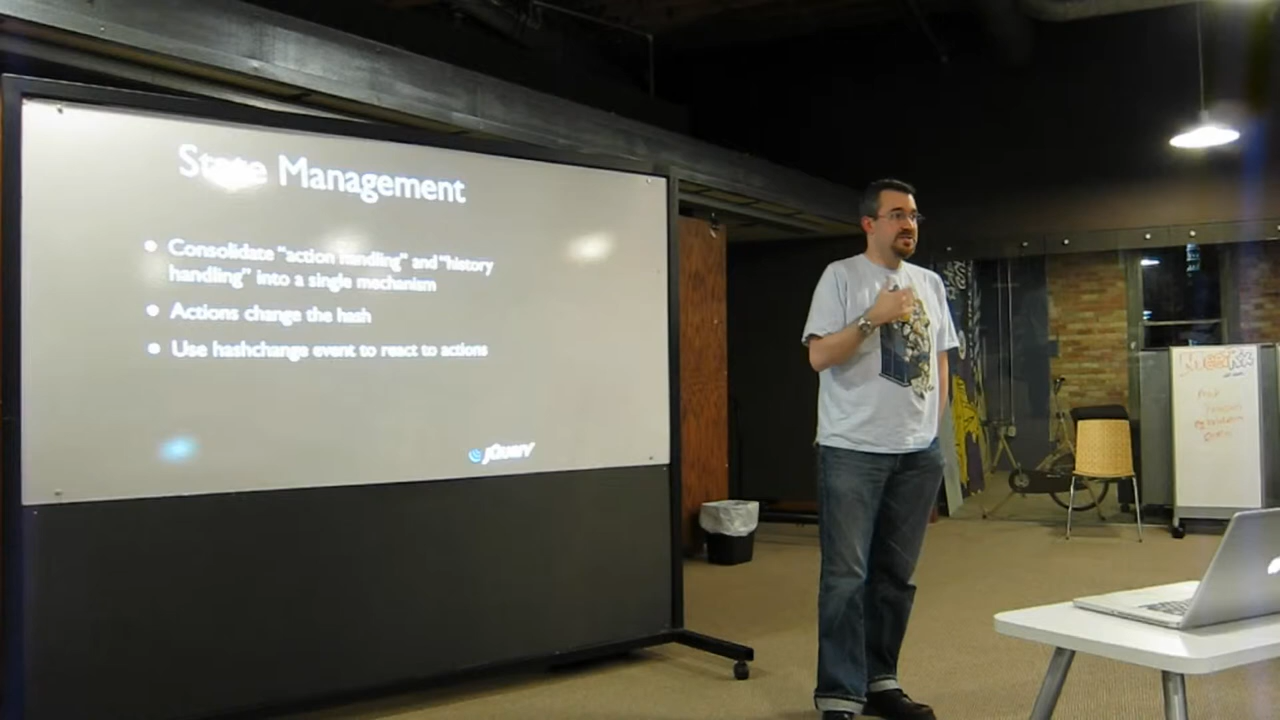 State Management
• Consolidate "action handling" and "history
handling" into a single mechanism
• Actions change the hash
• Use hashchange event to react to actions
jQuery